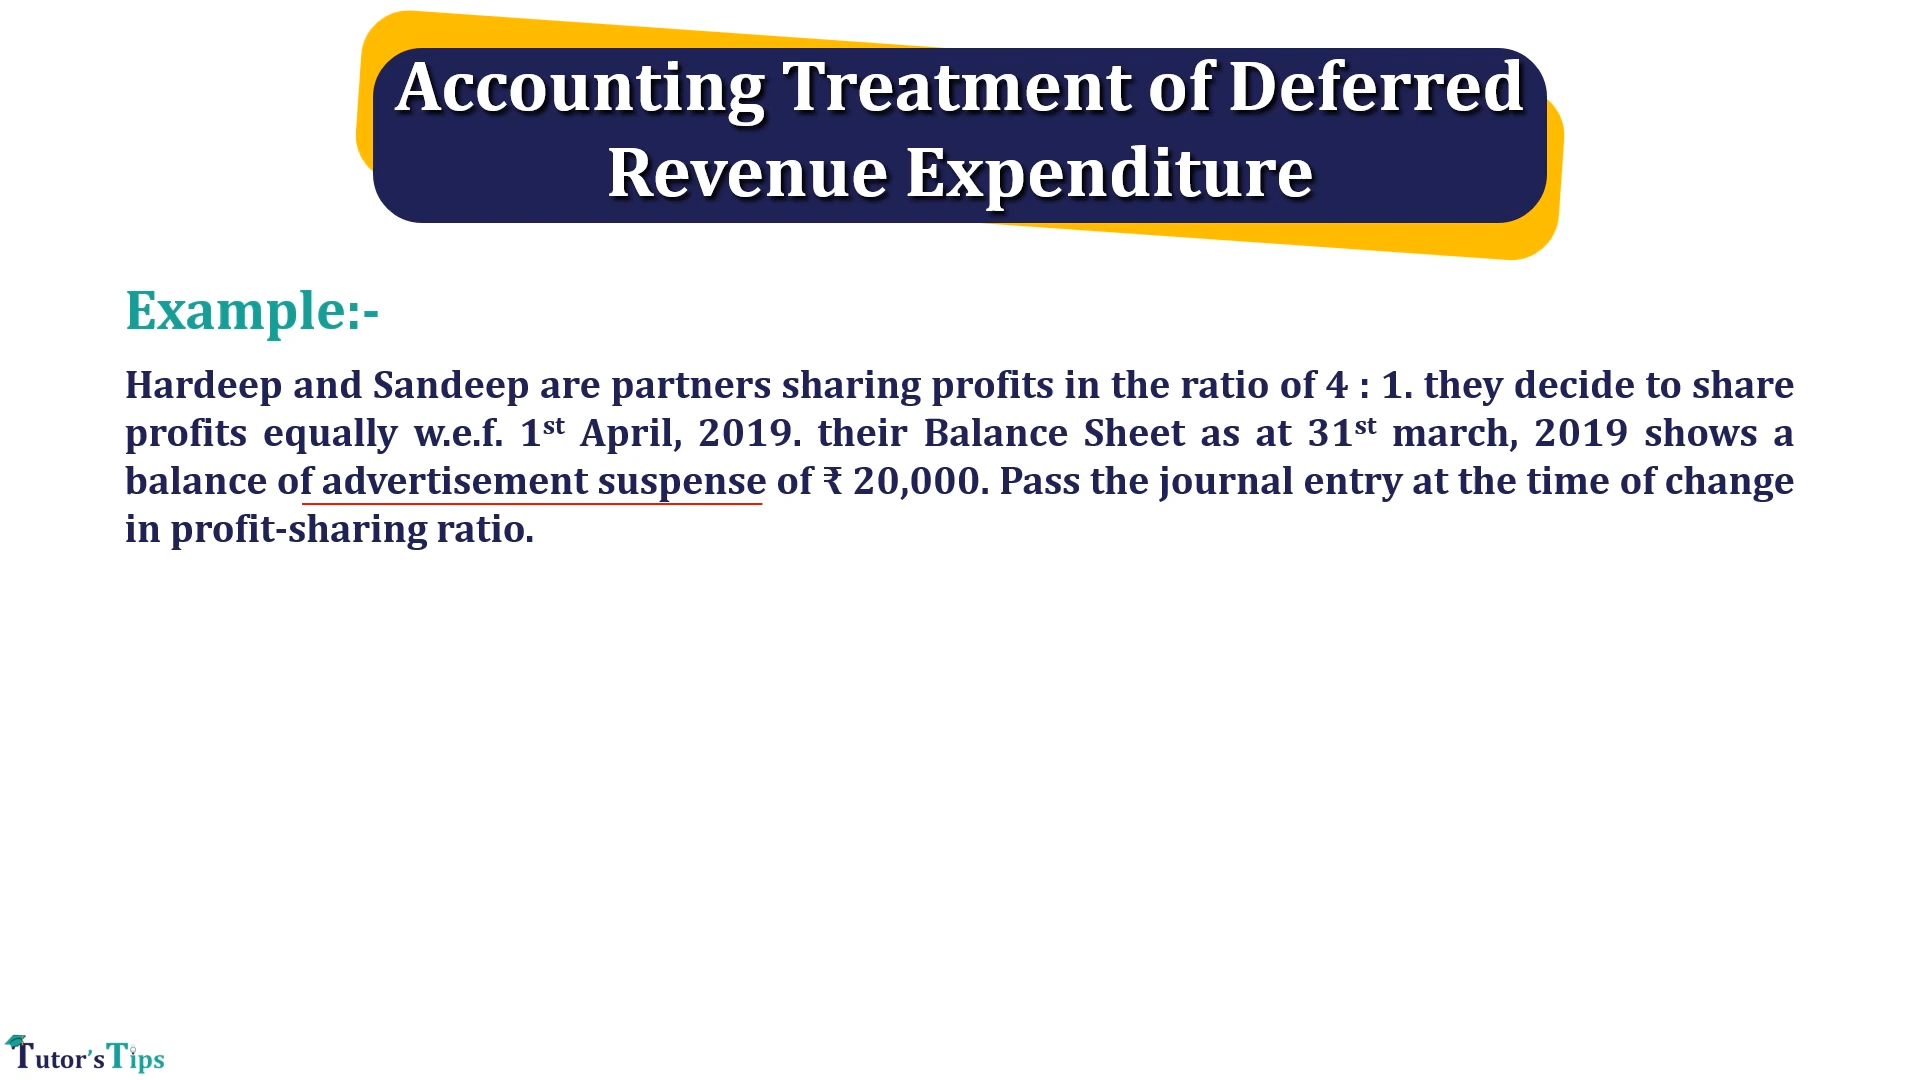 Accounting Treatment of Deferred
Revenue Expenditure
Example:-
Hardeep and Sandeep are partners sharing profits in the ratio of 4 : 1. they decide to share
profits equally w.e.f. 1st April, 2019. their Balance Sheet as at 31st march, 2019 shows a
balance of advertisement suspense of ₹ 20,000. Pass the journal entry at the time of change
in profit-sharing ratio.
Tutor'sTips